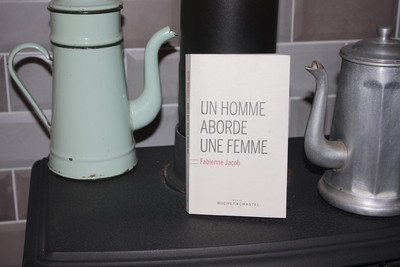 UN HOMME
ABORDE
UNE FEMME
Fabienne Jacob
BUCHET•CHASTEL